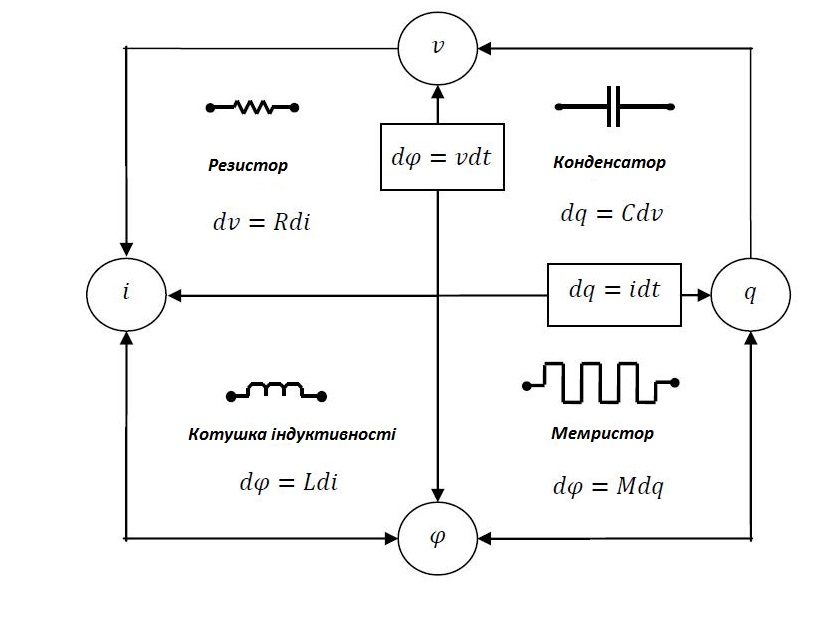 v
dφ = vdt
Резистор
Конденсатор
dv = Rdi
dq = Cdv
i
dq = idt
q
Котушка індуктивності
Мемристор
dφ = Ldi
dφ = Mdq
φ